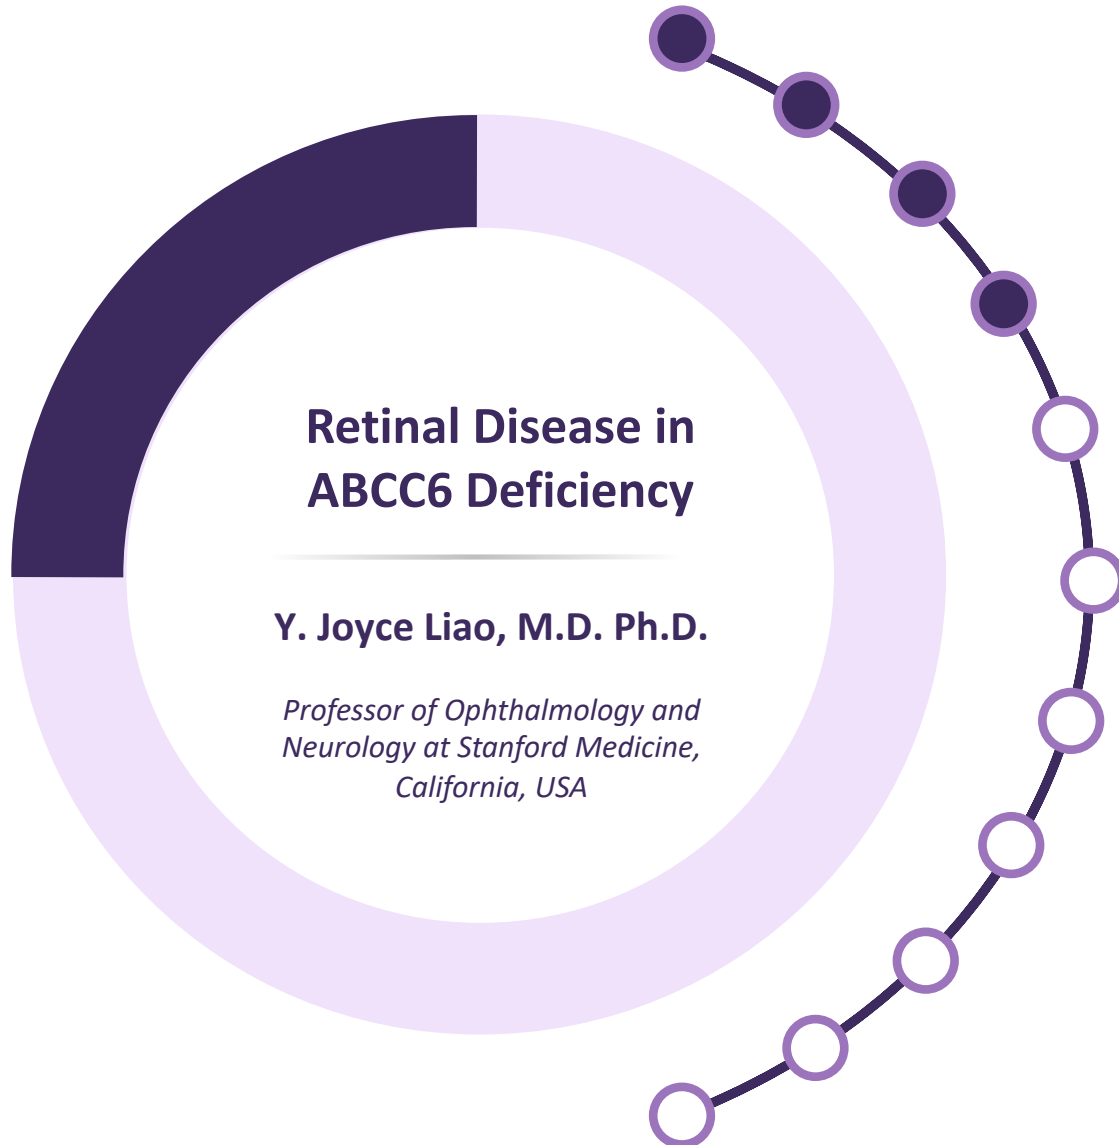 Retinal Disease in
ABCC6 Deficiency
Y. Joyce Liao, M.D. Ph.D.
Professor of Ophthalmology and
Neurology at Stanford Medicine,
California, USA